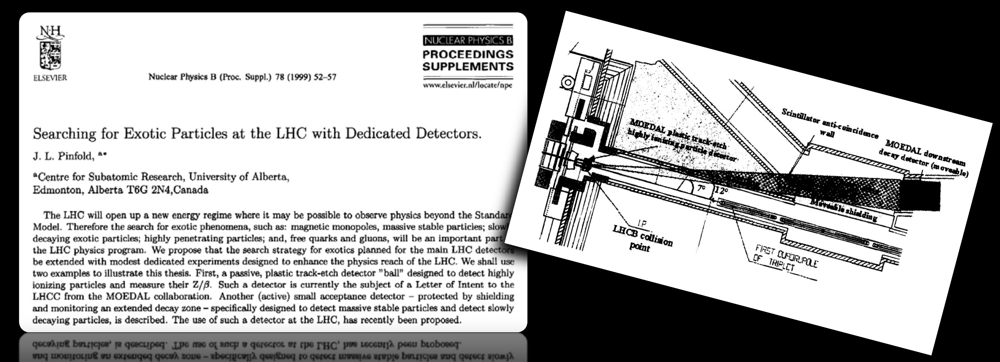 N·H
ELSEVIER
Nuclear Physics B (Proc. Suppl.) 78 (1999) 52–57
NUCLEAR PHYSICS B
PROCEEDINGS
SUPPLEMENTS
www.elsevier.nl/locate/npe
Searching for Exotic Particles at the LHC with Dedicated Detectors.
J. L. Pinfold, a*
aCentre for Subatomic Research, University of Alberta,
Edmonton, Alberta T6G 2N4,Canada
The LHC will open up a new energy regime where it may be possible to observe physics beyond the Standard
Model. Therefore the search for exotic phenomena, such as: magnetic monopoles, massive stable particles; slowly
decaying exotic particles; highly penetrating particles; and, free quarks and gluons, will be an important part
the LHC physics program. We propose that the search strategy for exotics planned for the main LHC detectors
be extended with modest dedicated experiments designed to enhance the physics reach of the LHC. We shall use
two examples to illustrate this thesis. First, a passive, plastic track-etch detector "ball" designed to detect highly
ionizing particles and measure their Z/β. Such a detector is currently the subject of a Letter of Intent to the
LHCC from the MOEDAL collaboration. Another (active) small acceptance detector – protected by shielding
and monitoring an extended decay zone – specifically designed to detect massive stable particles and detect slowly
decaying particles, is described. The use of such a detector at the LHC, has recently been proposed.
MOEDAL plastic track-etch
highly ionizing particle detector
Scintillator anti-coincidence
wall
MOEDAL downstream
decay detector (moveable)
7°
12°
Moveable shielding
I.P
LHCB collision
point
FIRST QUADRUPOLE
OF TRIPLET